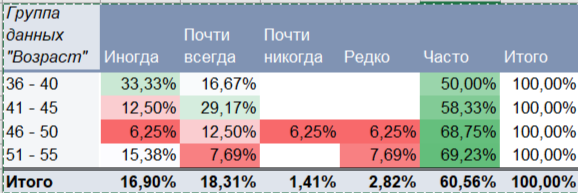 Группа данных "Возраст" Иногда Почти всегда Почти никогда Редко Часто Итого
36 - 40 33,33% 16,67% 50,00% 100,00%
41 - 45 12,50% 29,17% 58,33% 100,00%
46 - 50 6,25% 12,50% 6,25% 6,25% 68,75% 100,00%
51 - 55 15,38% 7,69% 7,69% 69,23% 100,00%
Итого 16,90% 18,31% 1,41% 2,82% 60,56% 100,00%